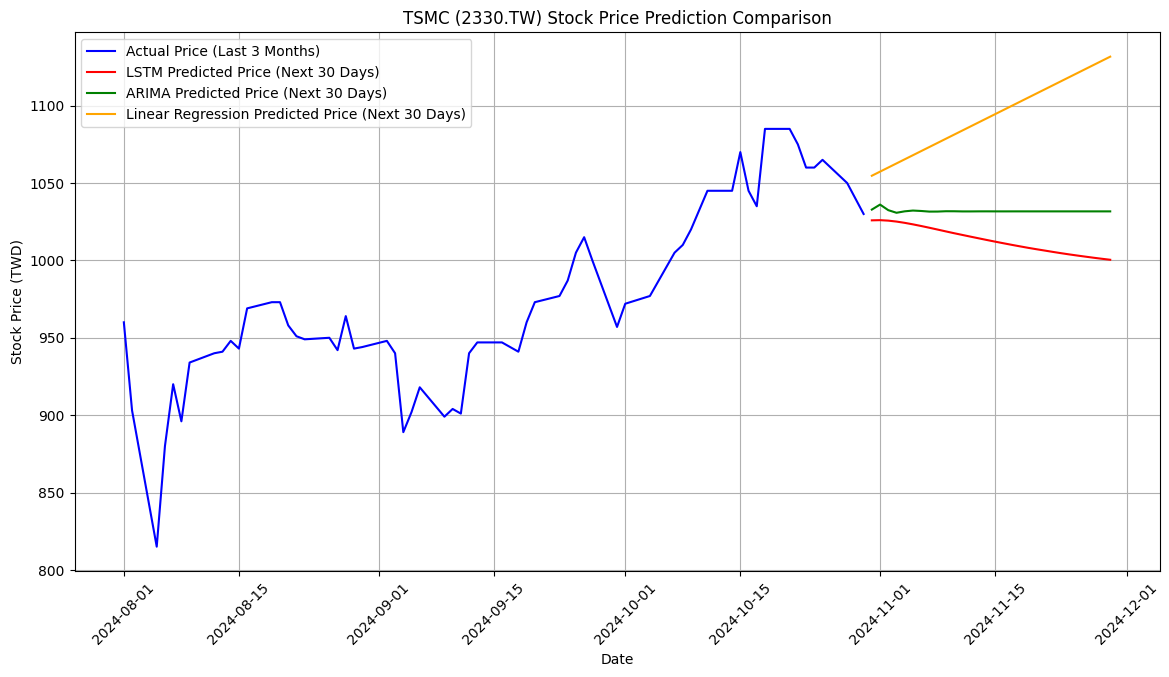 TSMC (2330.TW) Stock Price Prediction Comparison
Actual Price (Last 3 Months)
LSTM Predicted Price (Next 30 Days)
ARIMA Predicted Price (Next 30 Days)
Linear Regression Predicted Price (Next 30 Days)
Stock Price (TWD)
1100
1050
1000
950
900
850
800
2024-08-01
2024-08-15
2024-09-01
2024-09-15
2024-10-01
2024-10-15
2024-11-01
2024-11-15
2024-12-01
Date